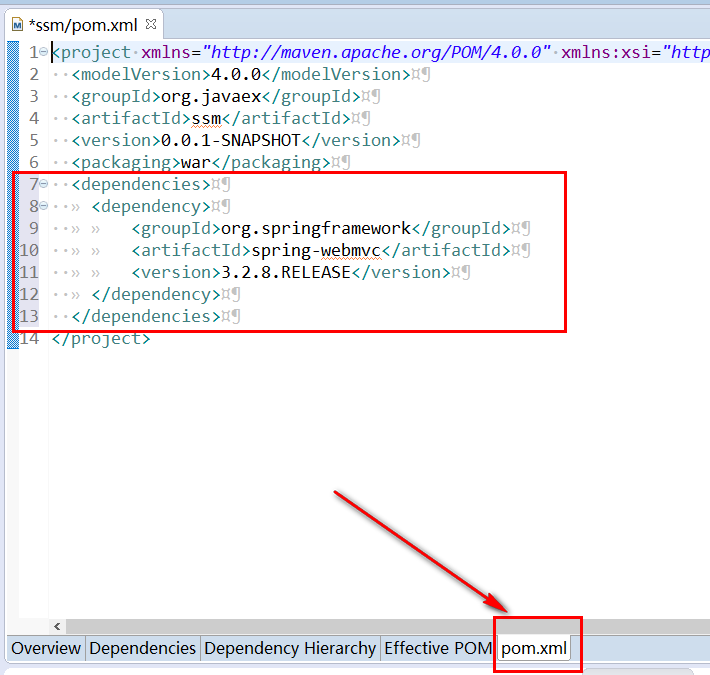 *ssm/pom.xml
1 <project xmlns="http://maven.apache.org/POM/4.0.0" xmlns:xsi="http
2 <modelVersion>4.0.0</modelVersion>¤¶
3 <groupId>org.javaex</groupId>¤¶
4 <artifactId>ssm</artifactId>¤¶
5 <version>0.0.1-SNAPSHOT</version>¤¶
6 <packaging>war</packaging>¤¶
7 <dependencies>¤¶
8 » <dependency>¤¶
9 » » <groupId>org.springframework</groupId>¤¶
10 » » <artifactId>spring-webmvc</artifactId>¤¶
11 » » <version>3.2.8.RELEASE</version>¤¶
12 » </dependency>¤¶
13 </dependencies>¤¶
14 </project>
Overview Dependencies Dependency Hierarchy Effective POM pom.xml